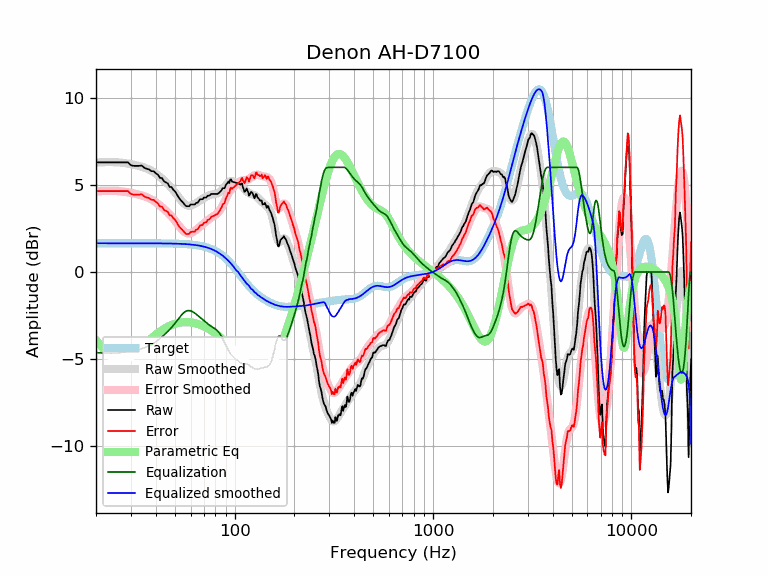 Denon AH-D7100
Amplitude (dBr)
10
5
0
−5
−10
Target
Raw Smoothed
Error Smoothed
Raw
Error
Parametric Eq
Equalization
Equalized smoothed
100
1000
10000
Frequency (Hz)